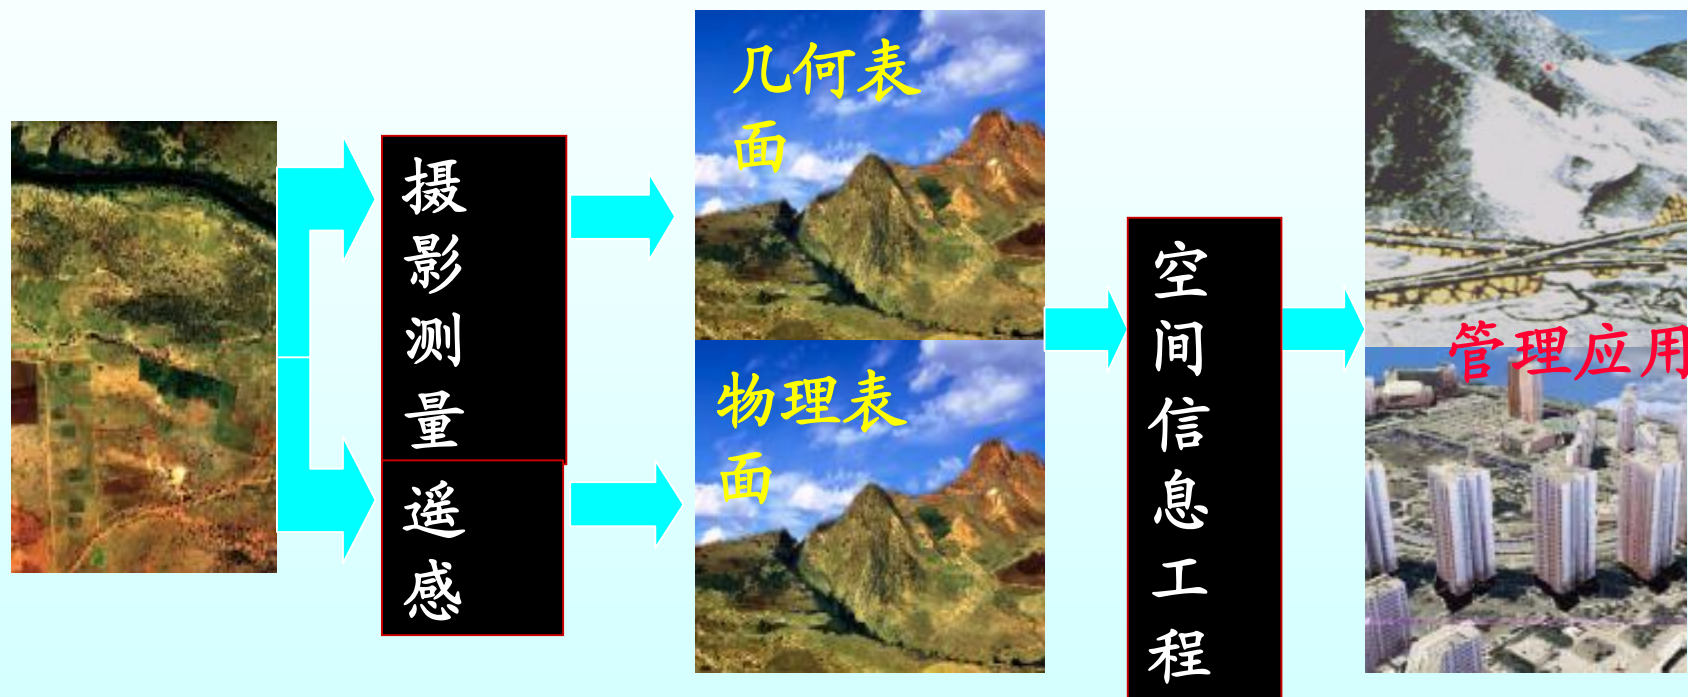 摄
影
测
量
遥
感
几何表
面
物理表
面
空
间
信
息
工
程
管理应用